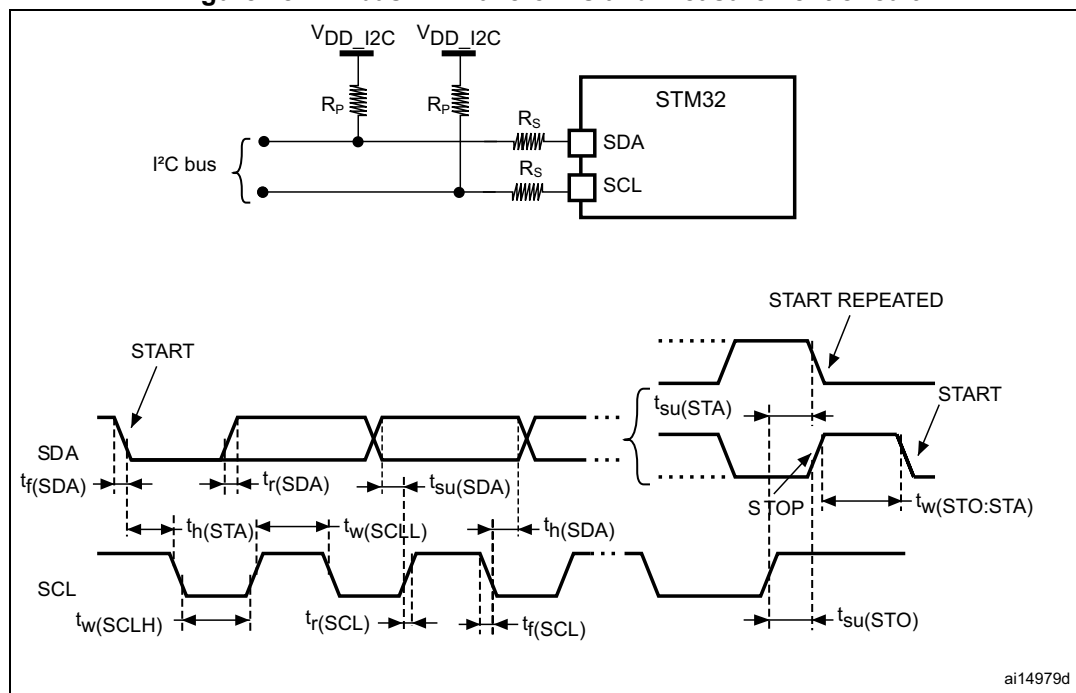 VDD_I2C VDD_I2C
RP RP
STM32
RS
SDA
I²C bus
RS
SCL
START REPEATED
START
tsu(STA)
START
SDA
tf(SDA)
tr(SDA)
tsu(SDA)
STOP
tw(STO:STA)
th(STA)
tw(SCLL)
th(SDA)
SCL
tw(SCLH)
tr(SCL)
tf(SCL)
tsu(STO)
ai14979d